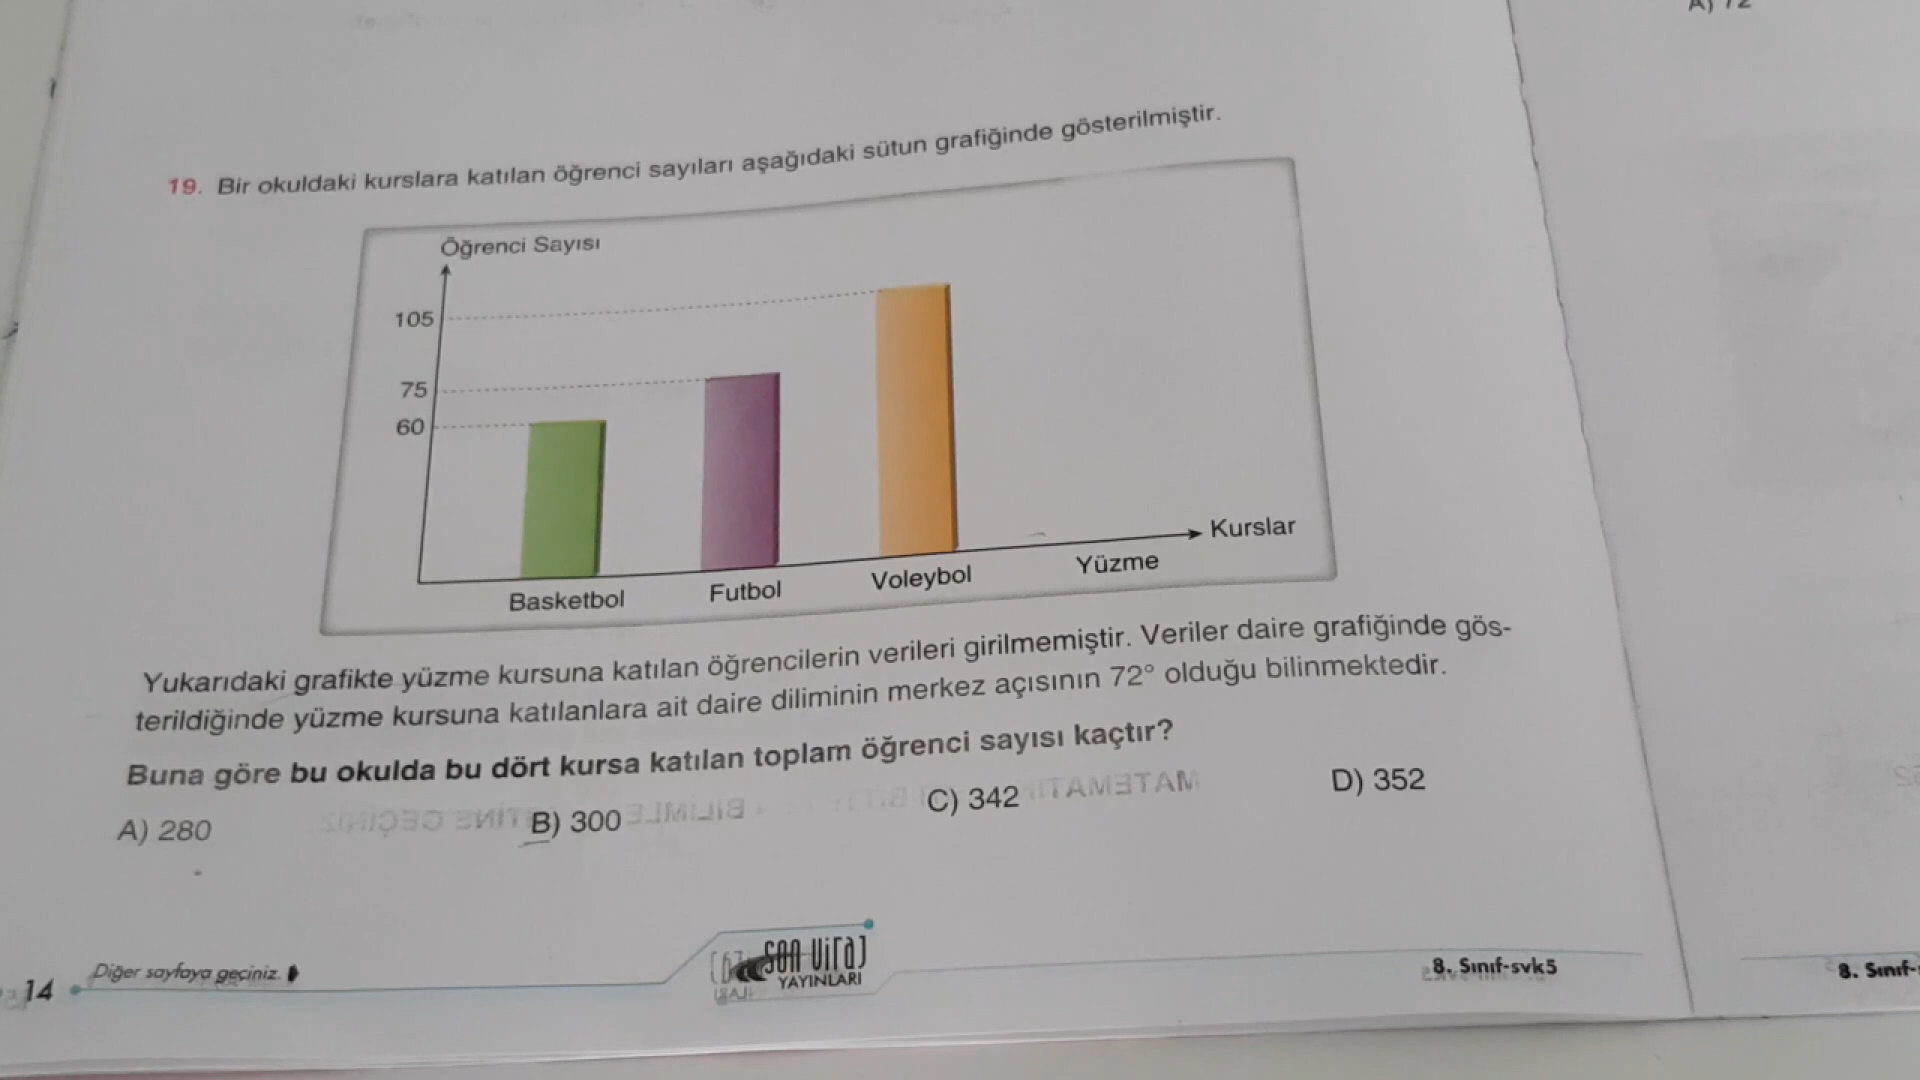 A) 72
19. Bir okuldaki kurslara katılan öğrenci sayıları aşağıdaki sütun grafiğinde gösterilmiştir.
Öğrenci Sayısı
105
75
60
Kurslar
Basketbol
Futbol
Voleybol
Yüzme
Yukarıdaki grafikte yüzme kursuna katılan öğrencilerin verileri girilmemiştir. Veriler daire grafiğinde gös-
terildiğinde yüzme kursuna katılanlara ait daire diliminin merkez açısının 72° olduğu bilinmektedir.
Buna göre bu okulda bu dört kursa katılan toplam öğrenci sayısı kaçtır?
A) 280
B) 300
C) 342
D) 352
14
Diğer sayfaya geçiniz.
son viraj
YAYINLARI
8. Sınıf-svk5
8. Sınıf-